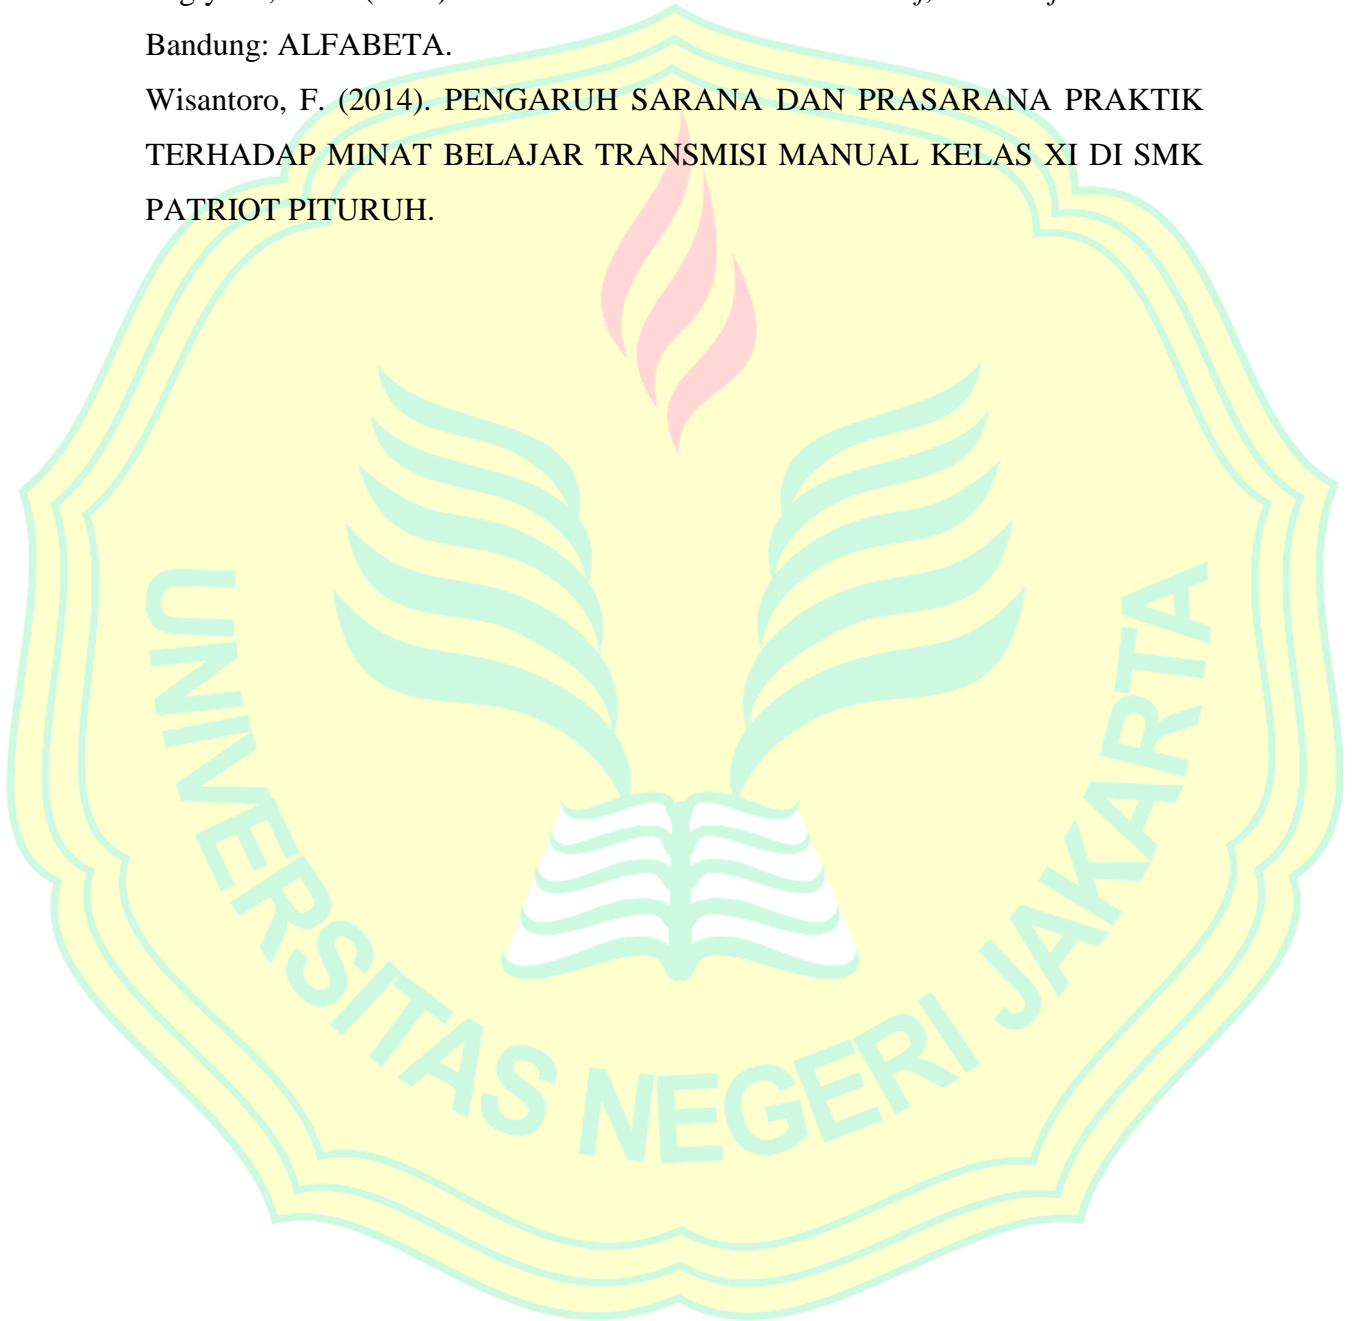 Bandung: ALFABETA.
Wisantoro, F. (2014). PENGARUH SARANA DAN PRASARANA PRAKTIK
TERHADAP MINAT BELAJAR TRANSMISI MANUAL KELAS XI DI SMK
PATRIOT PITURUH.
UNIVERSITAS NEGERI JAKARTA